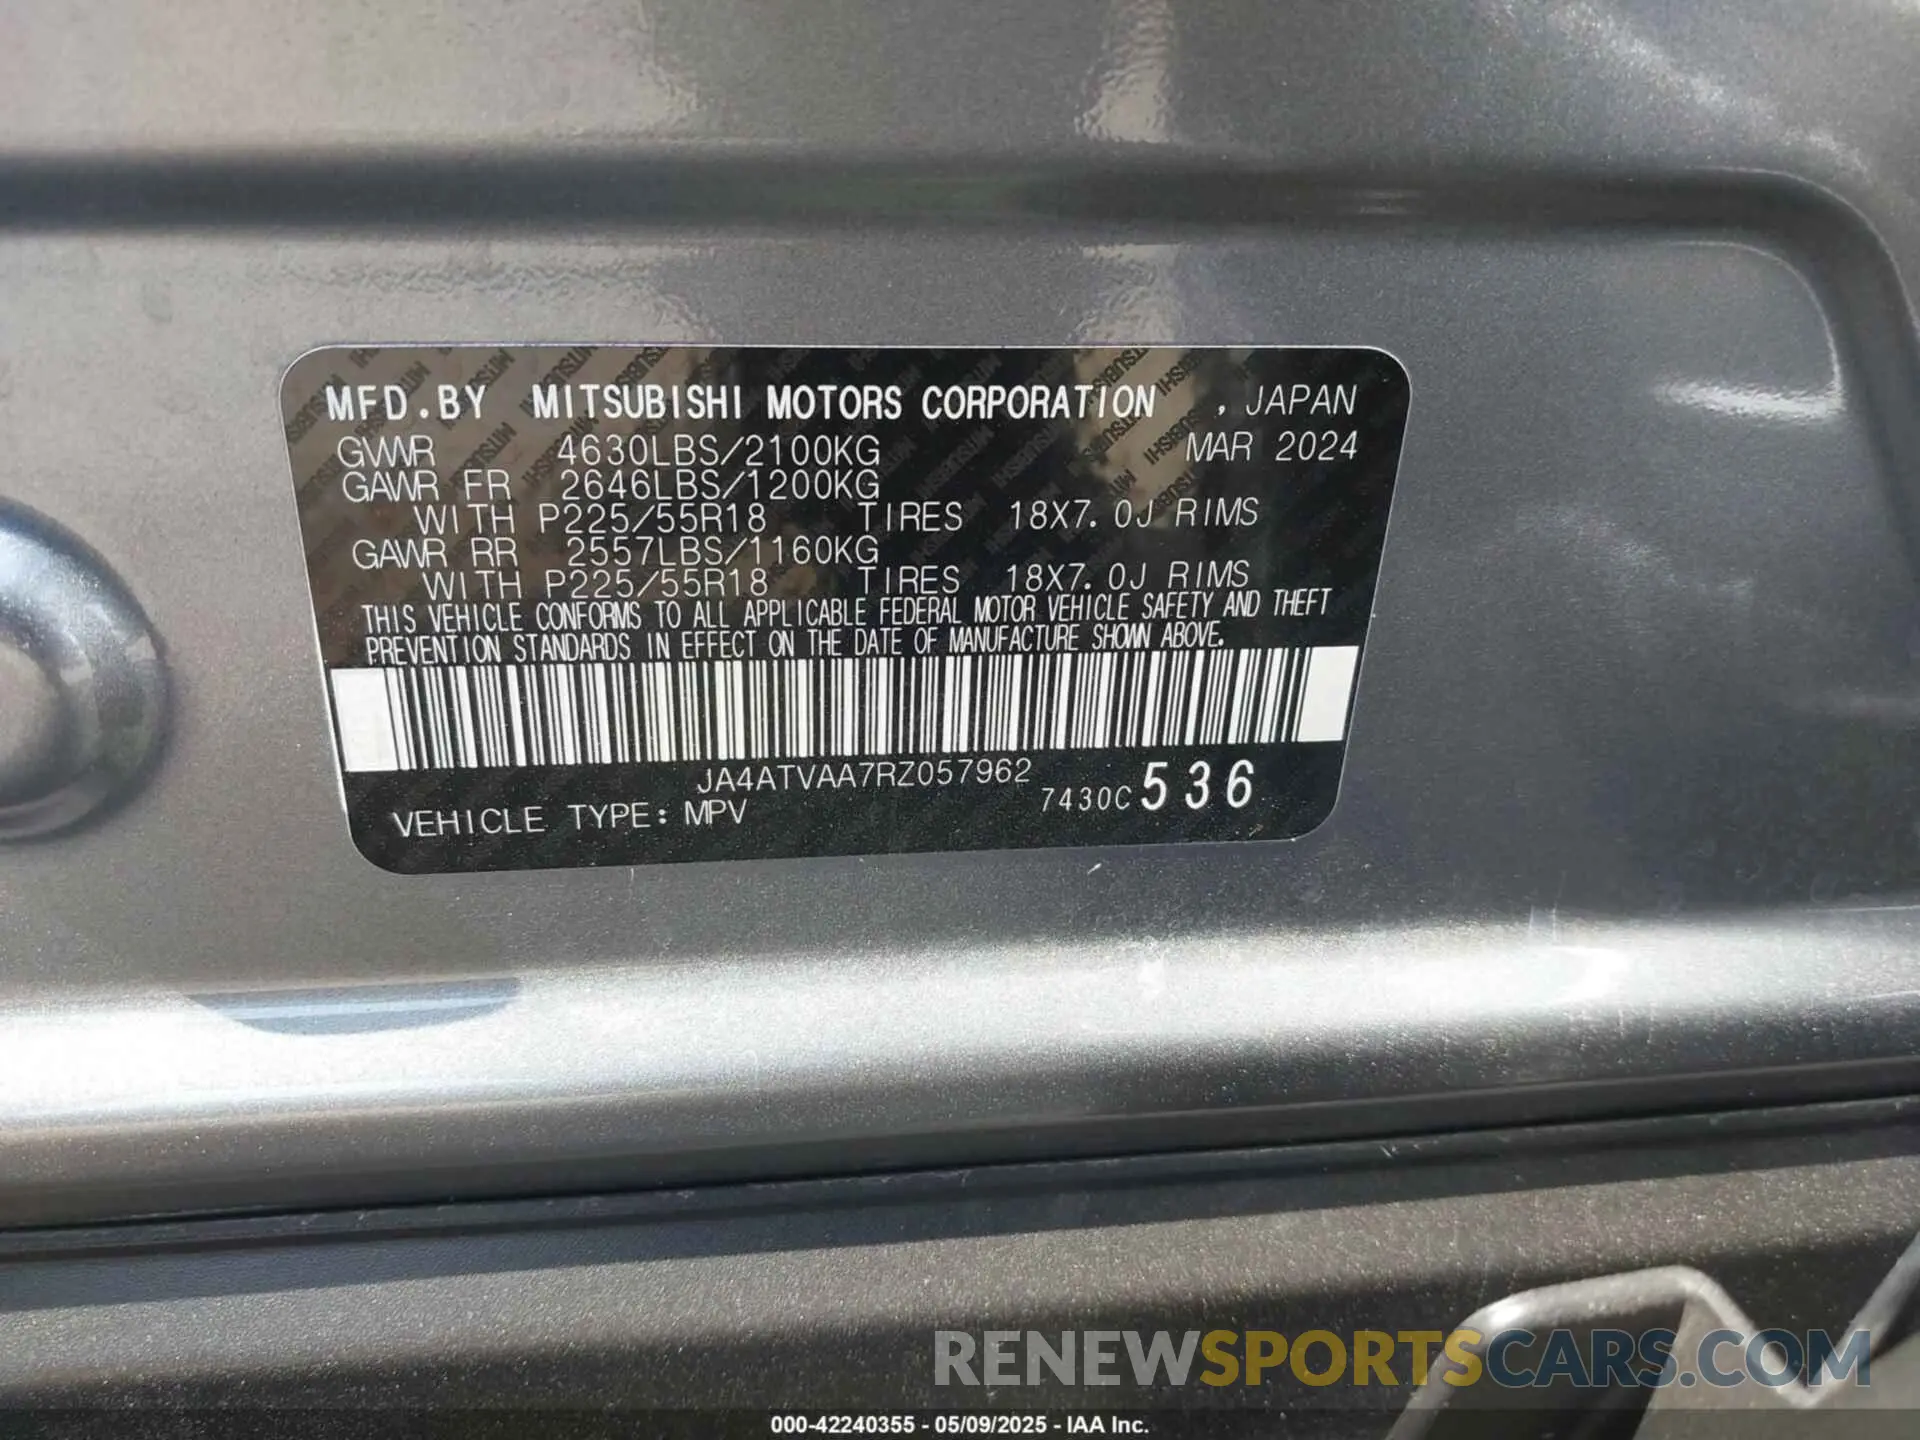 MFD.BY MITSUBISHI MOTORS CORPORATION , JAPAN
GVWR 4630LBS/2100KG MAR 2024
GAWR FR 2646LBS/1200KG
WITH P225/55R18 TIRES 18X7.0J RIMS
GAWR RR 2557LBS/1160KG
WITH P225/55R18 TIRES 18X7.0J RIMS
THIS VEHICLE CONFORMS TO ALL APPLICABLE FEDERAL MOTOR VEHICLE SAFETY AND THEFT
PREVENTION STANDARDS IN EFFECT ON THE DATE OF MANUFACTURE SHOWN ABOVE.
JA4ATVAA7RZ057962
7430C 536
VEHICLE TYPE: MPV
RENEWSPORTSCARS.COM
000-42240355 - 05/09/2025 - IAA Inc.